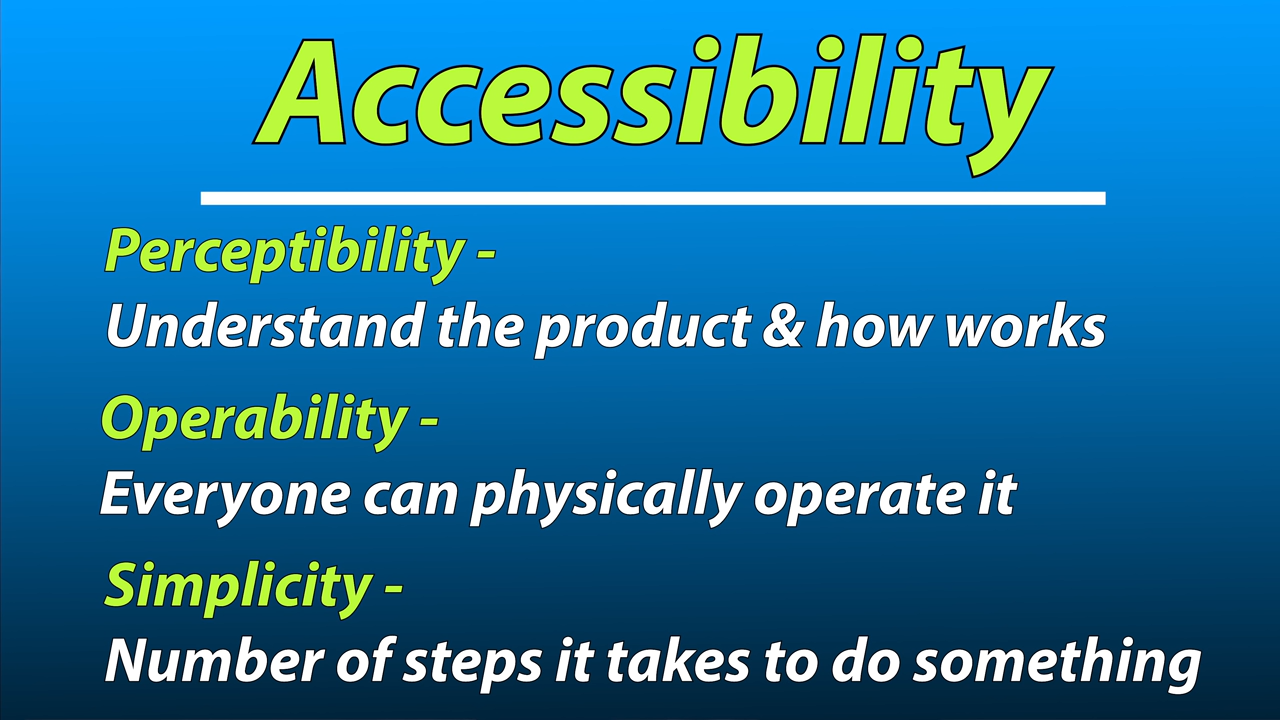 Accessibility
Perceptibility -
Understand the product & how works
Operability -
Everyone can physically operate it
Simplicity -
Number of steps it takes to do something